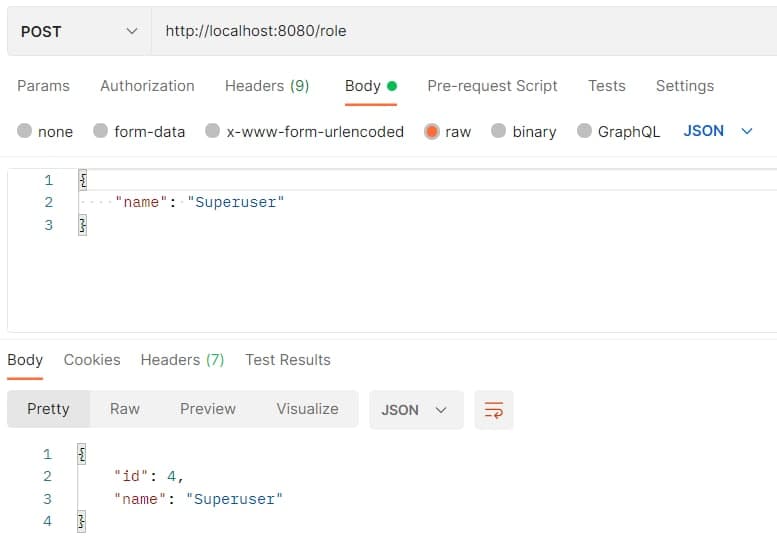 POST http://localhost:8080/role
Params Authorization Headers (9) Body Pre-request Script Tests Settings
none form-data x-www-form-urlencoded raw binary GraphQL JSON
1 {
2 "name": "Superuser"
3 }
Body Cookies Headers (7) Test Results
Pretty Raw Preview Visualize JSON
1 {
2 "id": 4,
3 "name": "Superuser"
4 }